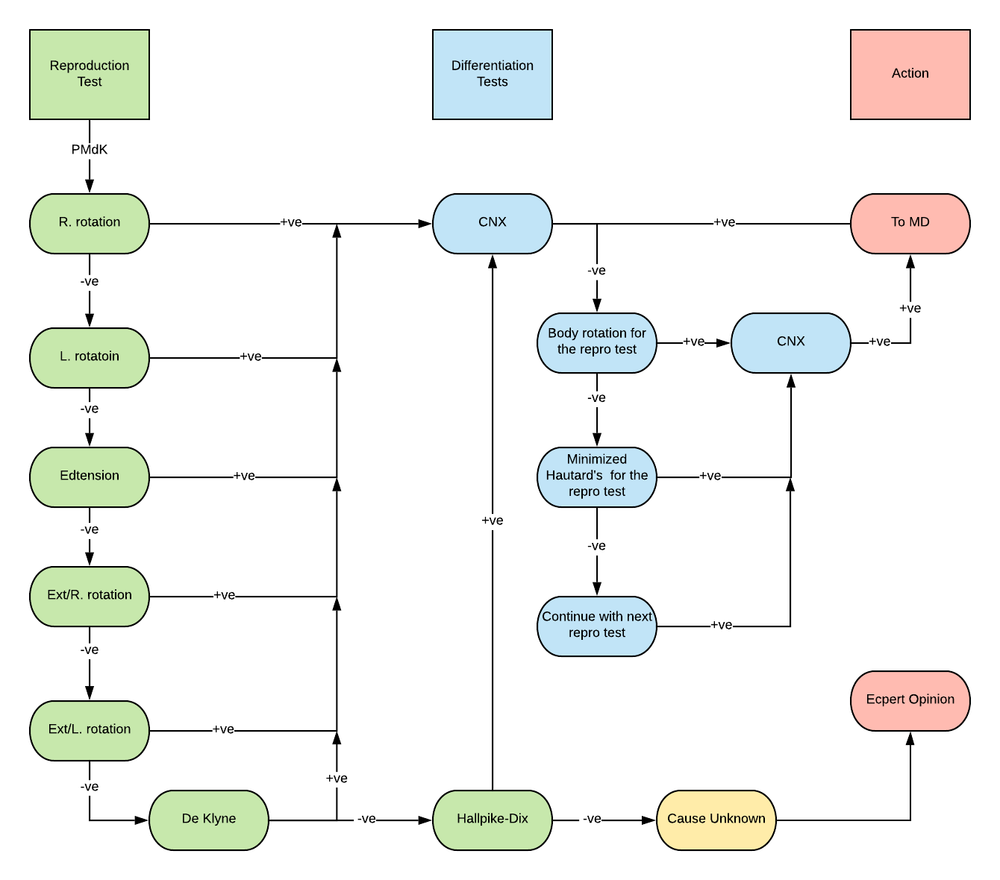 Reproduction
Test
Differentiation
Tests
Action
PMdK
R. rotation
+ve
CNX
+ve
To MD
-ve
-ve
+ve
Body rotation for
the repro test
+ve
CNX
+ve
L. rotatoin
+ve
-ve
-ve
Minimized
Hautard's for the
repro test
+ve
Edtension
+ve
-ve
+ve
-ve
Ext/R. rotation
+ve
Continue with next
repro test
+ve
-ve
Ecpert Opinion
Ext/L. rotation
+ve
+ve
-ve
De Klyne
-ve
Hallpike-Dix
-ve
Cause Unknown